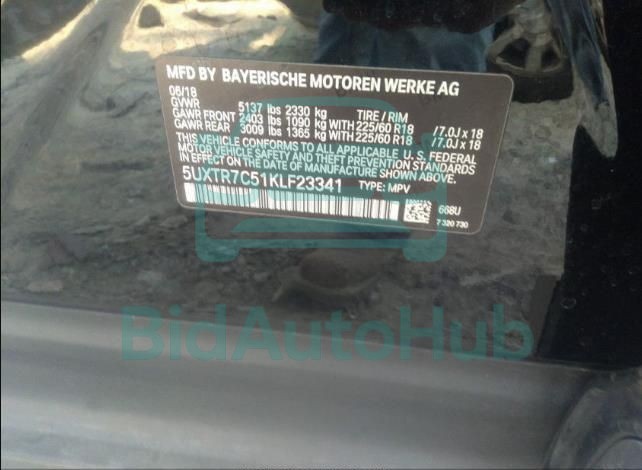 MFD BY BAYERISCHE MOTOREN WERKE AG
06/18
GVWR 5137 lbs 2330 kg TIRE / RIM
GAWR FRONT 2403 lbs 1090 kg WITH 225/60 R18 /7.0J x 18
GAWR REAR 3009 lbs 1365 kg WITH 225/60 R18 /7.0J x 18
THIS VEHICLE CONFORMS TO ALL APPLICABLE U. S. FEDERAL
MOTOR VEHICLE SAFETY AND THEFT PREVENTION STANDARDS
IN EFFECT ON THE DATE OF MANUFACTURE SHOWN ABOVE.
5UXTR7C51KLF23341 TYPE: MPV
668U
7 320 730
BidAutoHub